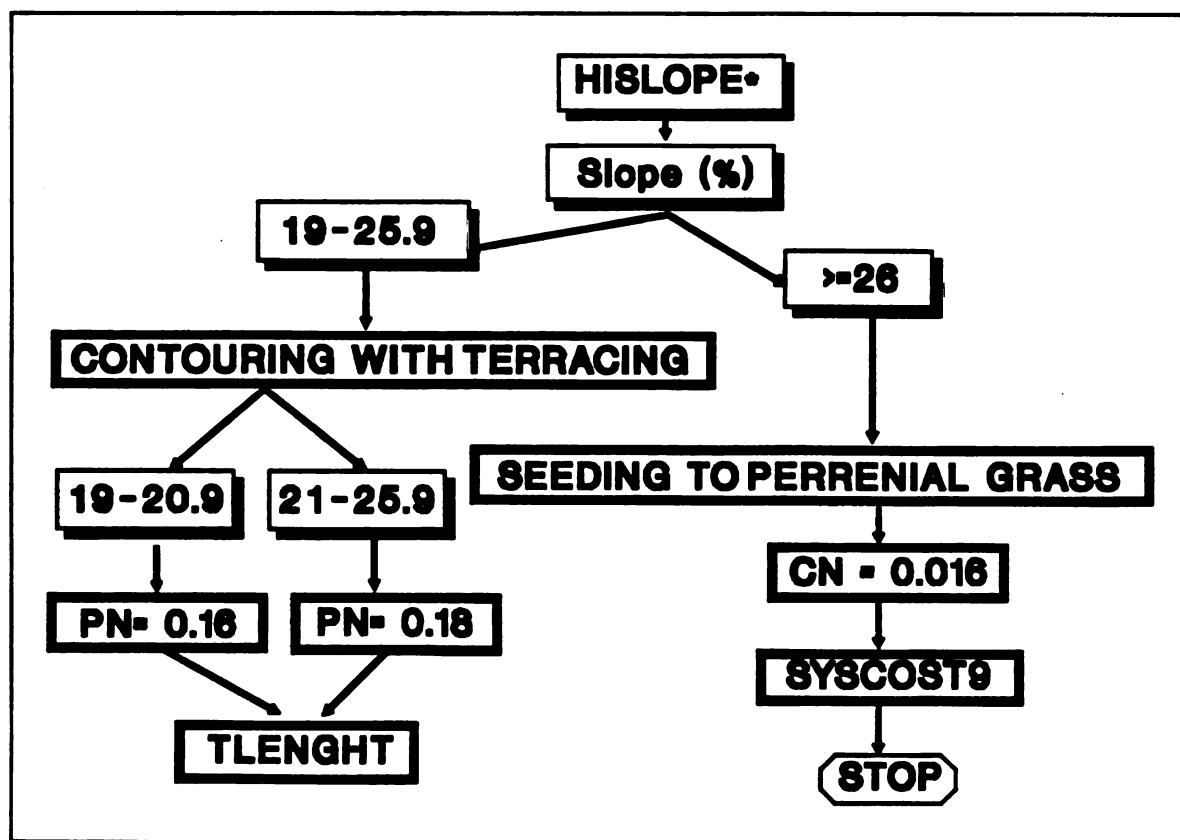 HISLOPE*
Slope (%)
19-25.9
>=26
CONTOURING WITH TERRACING
SEEDING TO PERRENIAL GRASS
19-20.9
21-25.9
CN = 0.016
PN= 0.16
PN= 0.18
SYSCOST9
TLENGHT
STOP